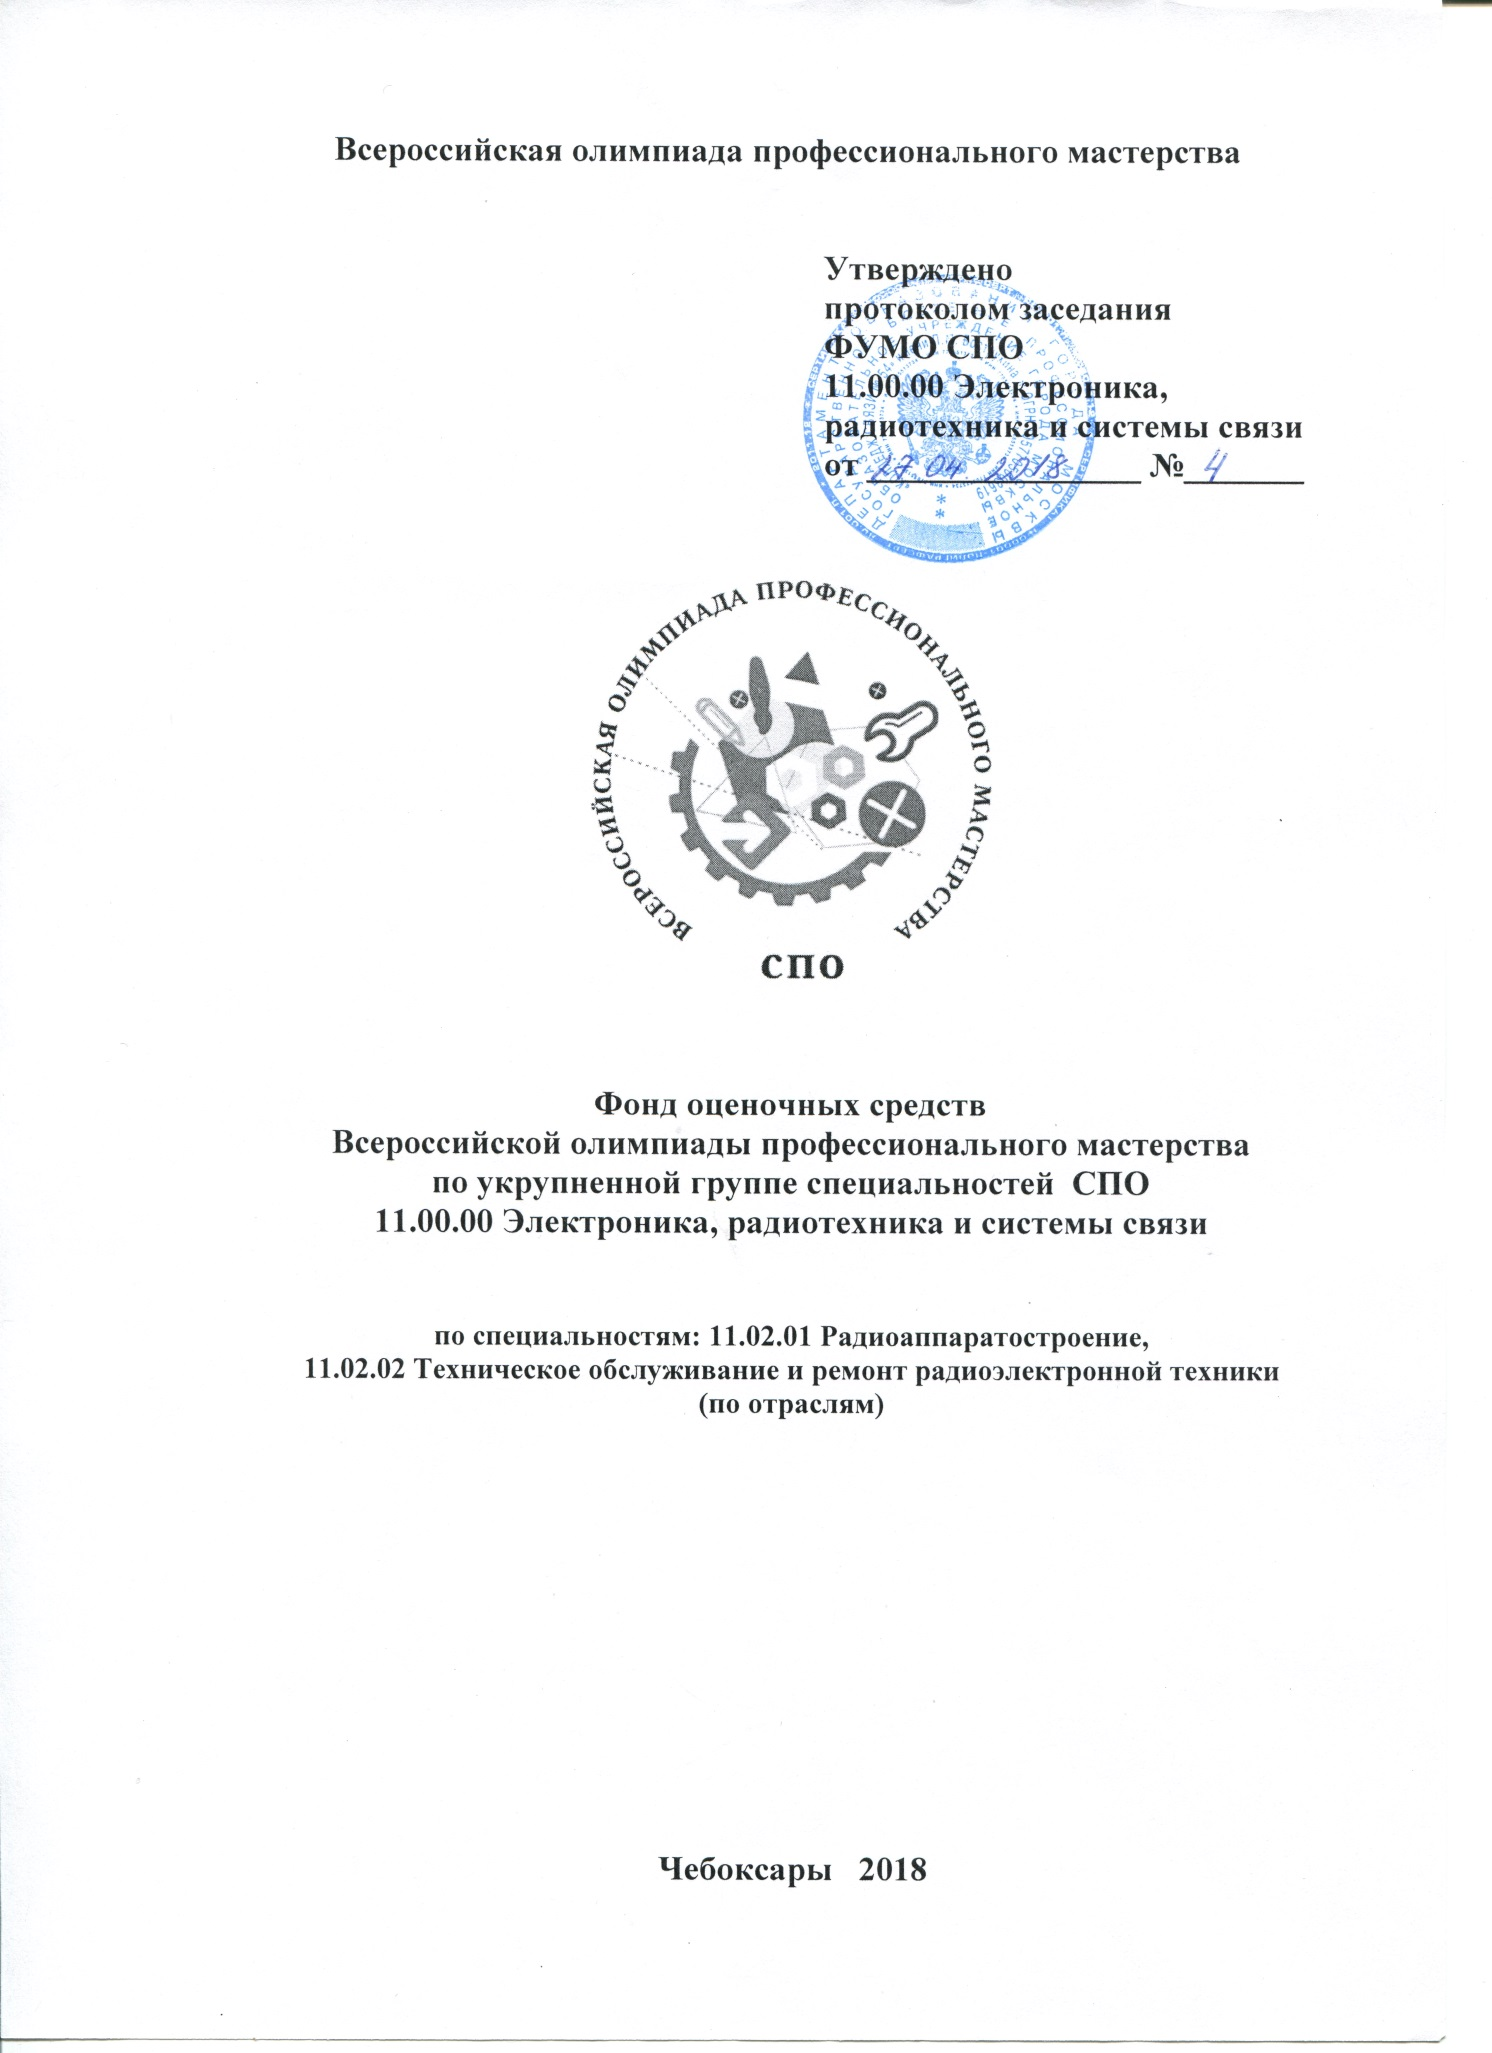 Всероссийская олимпиада профессионального мастерства
Утверждено
протоколом заседания
ФУМО СПО
11.00.00 Электроника,
радиотехника и системы связи
от 27 04 2018 № 4
ВСЕРОССИЙСКАЯ ОЛИМПИАДА ПРОФЕССИОНАЛЬНОГО МАСТЕРСТВА
СПО
Фонд оценочных средств
Всероссийской олимпиады профессионального мастерства
по укрупненной группе специальностей СПО
11.00.00 Электроника, радиотехника и системы связи
по специальностям: 11.02.01 Радиоаппаратостроение,
11.02.02 Техническое обслуживание и ремонт радиоэлектронной техники
(по отраслям)
Чебоксары 2018